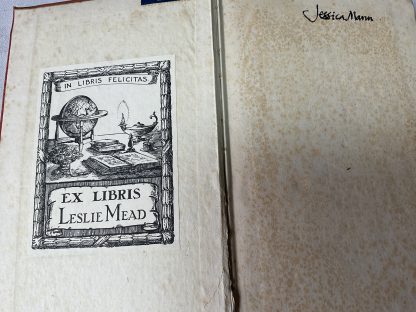 IN LIBRIS FELICITAS
EX LIBRIS
LESLIE MEAD
Jessica Mann